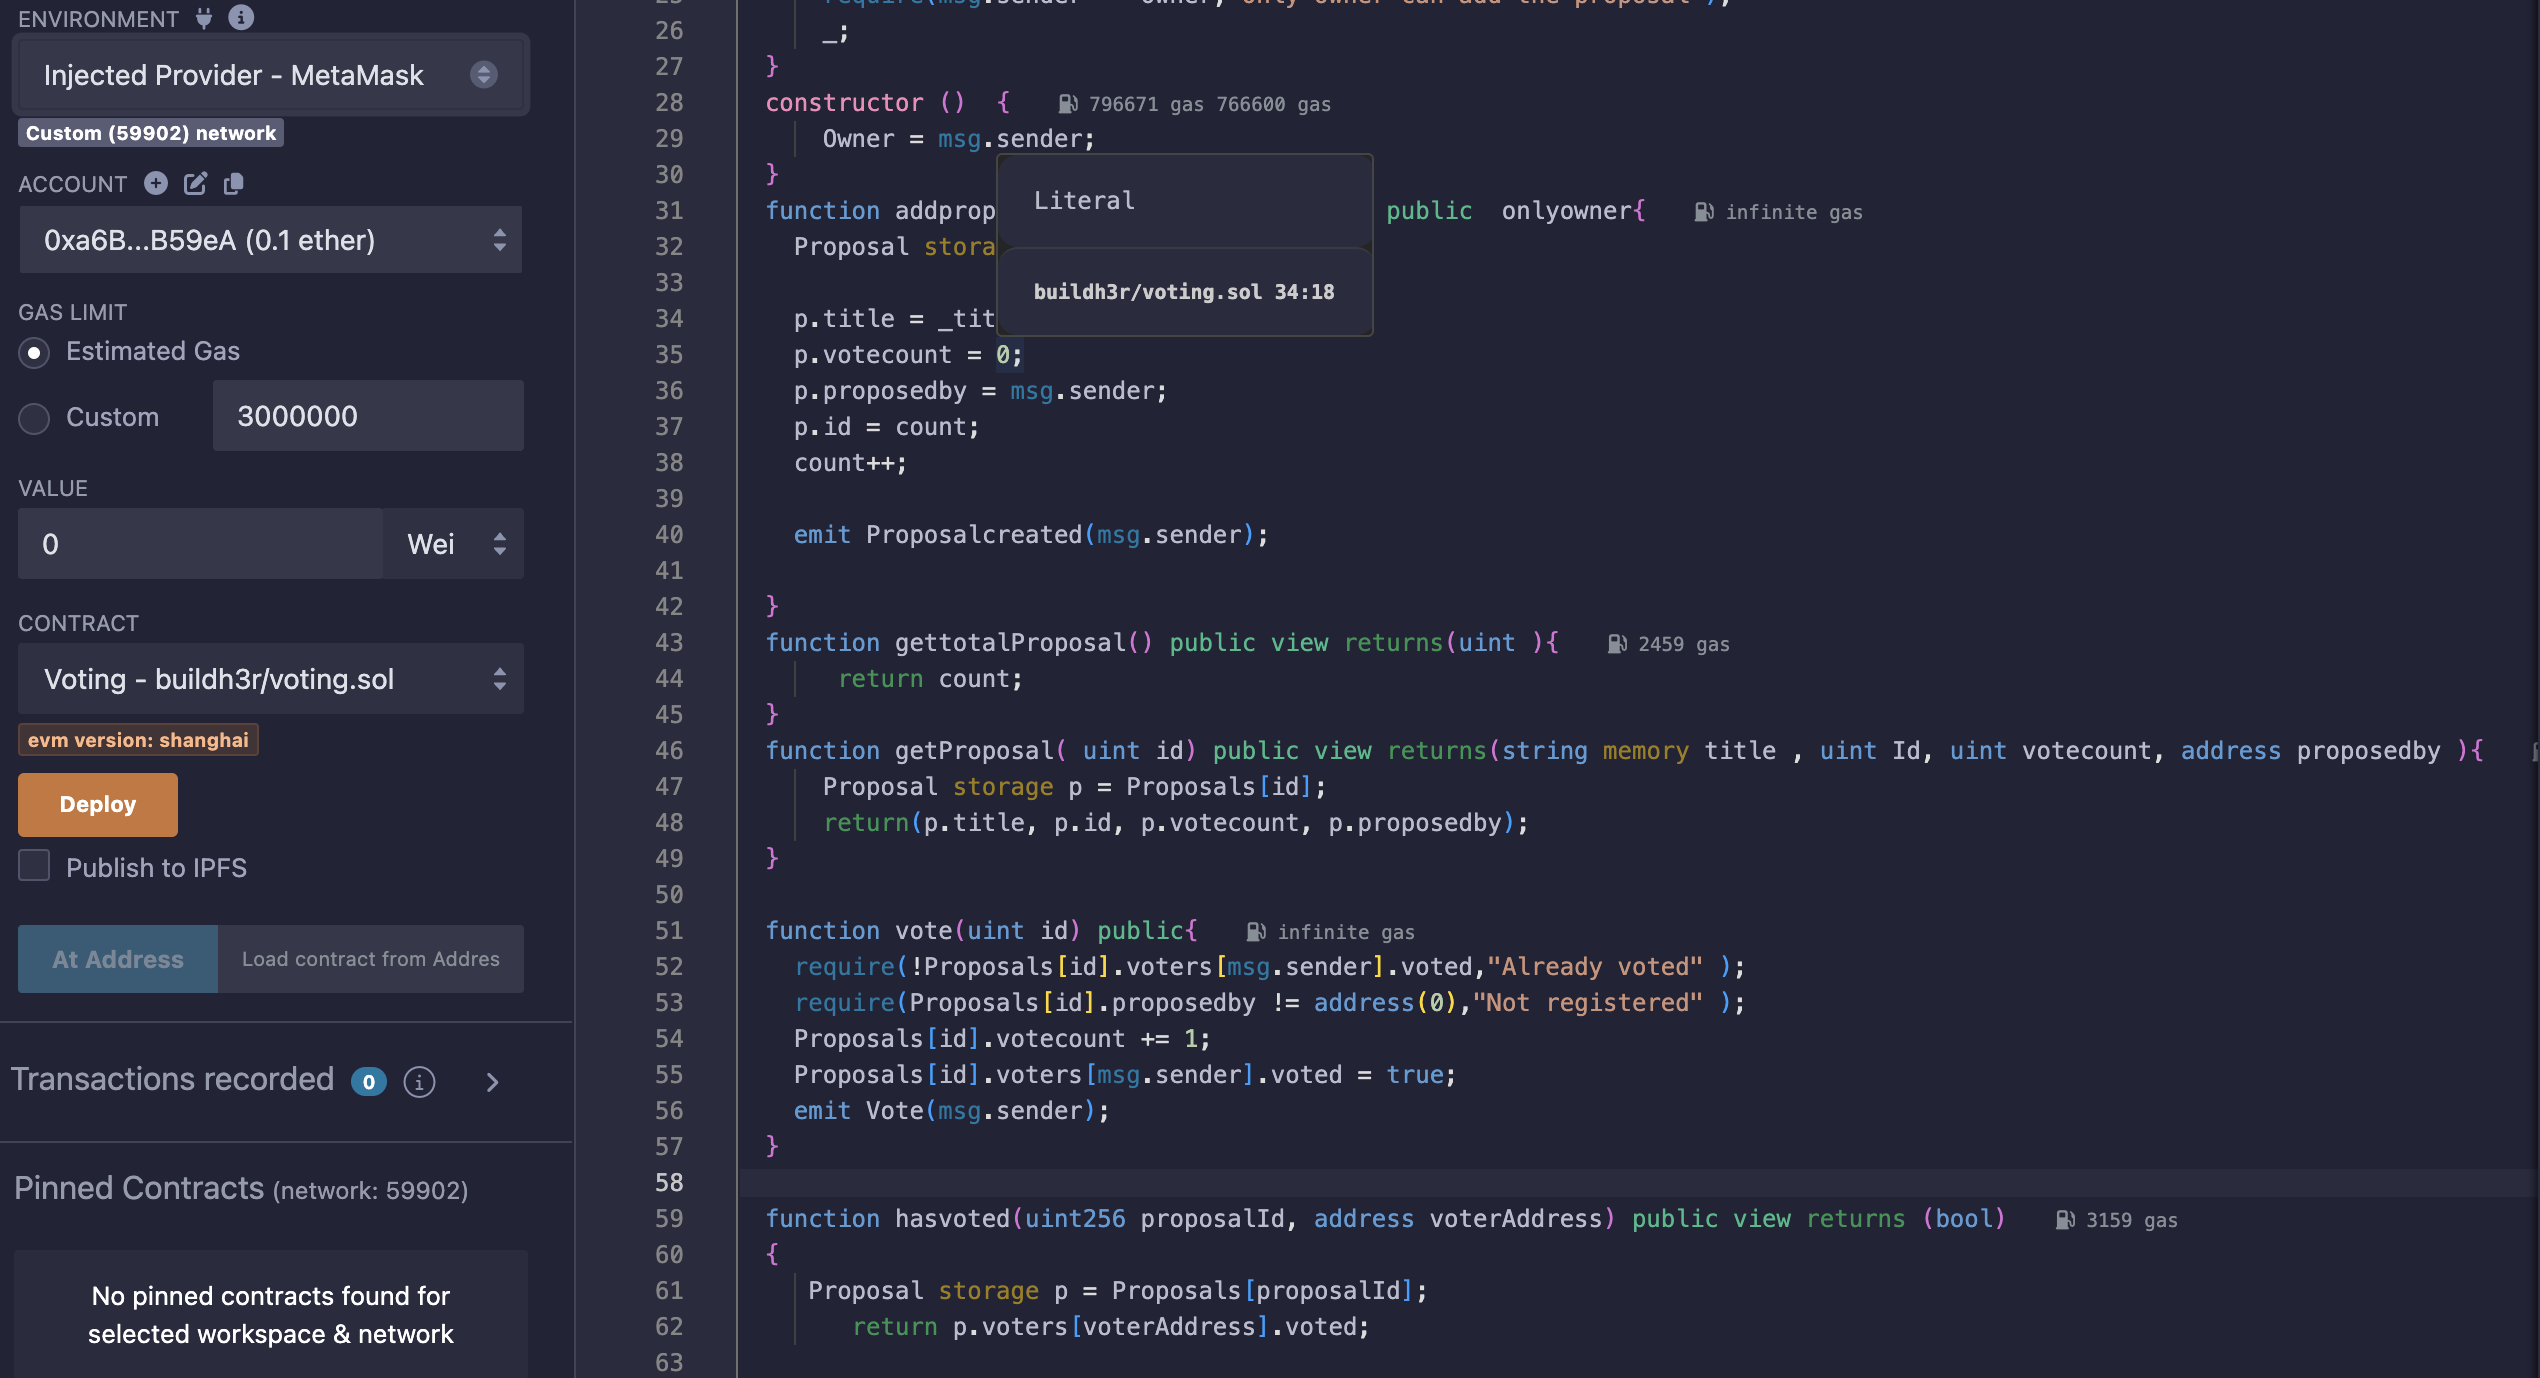 ENVIRONMENT
Injected Provider - MetaMask
Custom (59902) network
ACCOUNT
0xa6B...B59eA (0.1 ether)
GAS LIMIT
Estimated Gas
Custom
3000000
VALUE
0
Wei
CONTRACT
Voting - buildh3r/voting.sol
evm version: shanghai
Deploy
Publish to IPFS
At Address
Load contract from Addres
Transactions recorded 0
Pinned Contracts (network: 59902)
No pinned contracts found for
selected workspace & network
26 _;
27 }
28 constructor ()  { 796671 gas 766600 gas
29 Owner = msg.sender;
30 }
31 function addprop public  onlyowner{ infinite gas
32 Proposal stora
33
34 p.title = _tit
35 p.votecount = 0;
36 p.proposedby = msg.sender;
37 p.id = count;
38 count++;
39
40 emit Proposalcreated(msg.sender);
41
42 }
43 function gettotalProposal() public view returns(uint ){ 2459 gas
44 return count;
45 }
46 function getProposal( uint id) public view returns(string memory title , uint Id, uint votecount, address proposedby ){
47 Proposal storage p = Proposals[id];
48 return(p.title, p.id, p.votecount, p.proposedby);
49 }
50
51 function vote(uint id) public{ infinite gas
52 require(!Proposals[id].voters[msg.sender].voted,"Already voted" );
53 require(Proposals[id].proposedby != address(0),"Not registered" );
54 Proposals[id].votecount += 1;
55 Proposals[id].voters[msg.sender].voted = true;
56 emit Vote(msg.sender);
57 }
58
59 function hasvoted(uint256 proposalId, address voterAddress) public view returns (bool) 3159 gas
60 {
61 Proposal storage p = Proposals[proposalId];
62 return p.voters[voterAddress].voted;
63
Literal
buildh3r/voting.sol 34:18